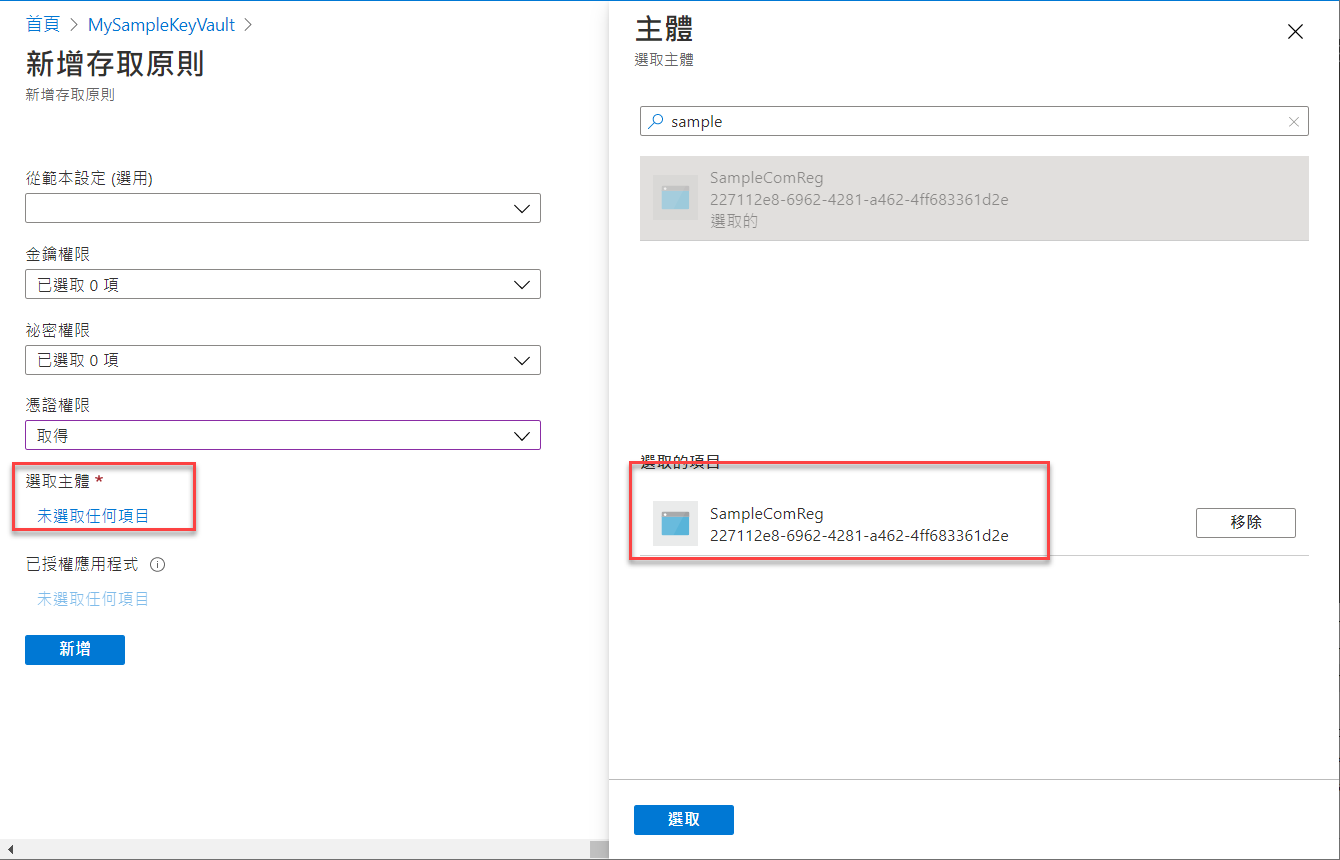 首頁 > MySampleKeyVault >
新增存取原則
新增存取原則
從範本設定 (選用)
金鑰權限
已選取 0 項
祕密權限
已選取 0 項
憑證權限
取得
選取主體 *
未選取任何項目
已授權應用程式
未選取任何項目
新增
主體
選取主體
sample
SampleComReg
227112e8-6962-4281-a462-4ff683361d2e
選取的
選取的項目
SampleComReg
227112e8-6962-4281-a462-4ff683361d2e
移除
選取